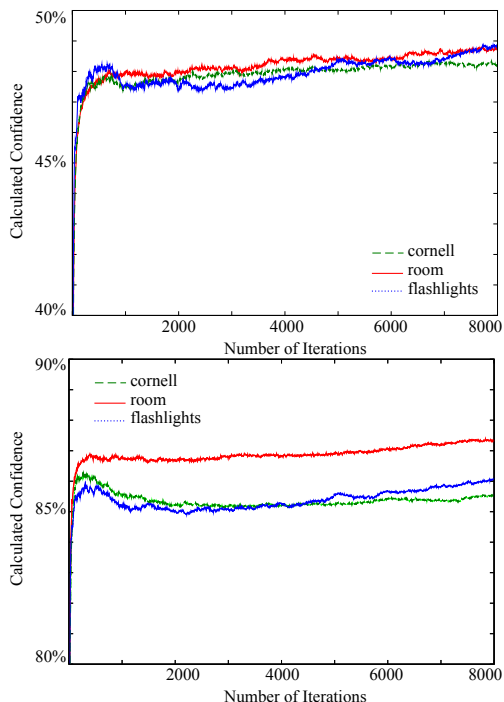 50%
45%
40%
Calculated Confidence
cornell
room
flashlights
2000 4000 6000 8000
Number of Iterations
90%
85%
80%
Calculated Confidence
cornell
room
flashlights
2000 4000 6000 8000
Number of Iterations